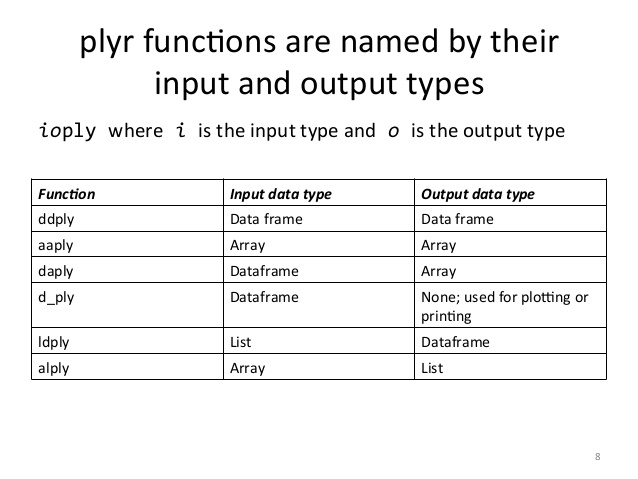 plyr functions are named by their
input and output types
ioply where i is the input type and o is the output type
Function Input data type Output data type
ddply Data frame Data frame
aaply Array Array
daply Dataframe Array
d_ply Dataframe None; used for plotting or
printing
ldply List Dataframe
alply Array List
8